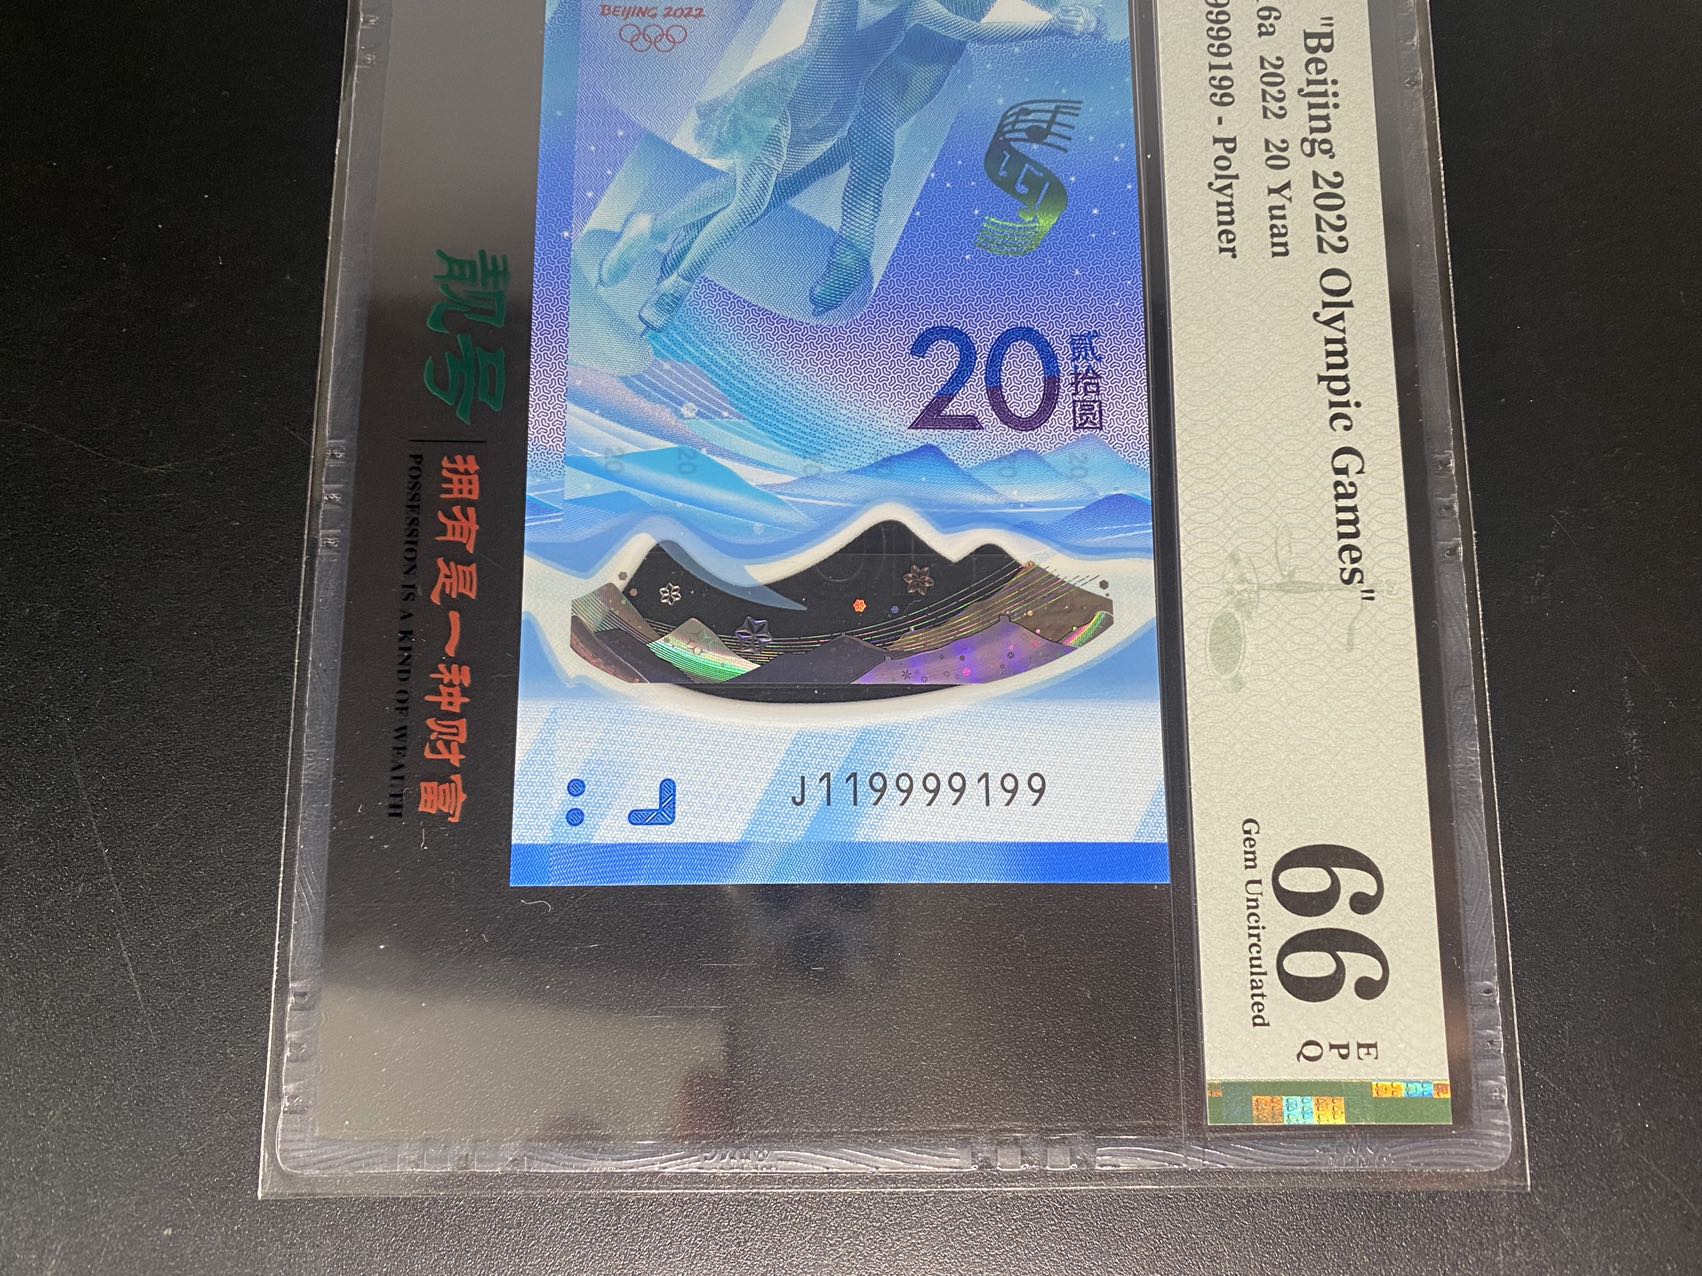 BEIJING 2022
20
贰拾圆
J119999199
靓号
拥有是一种财富
POSSESSION IS A KIND OF WEALTH
"Beijing 2022 Olympic Games"
6a 2022 20 Yuan
9999199 - Polymer
66
EPQ
Gem Uncirculated